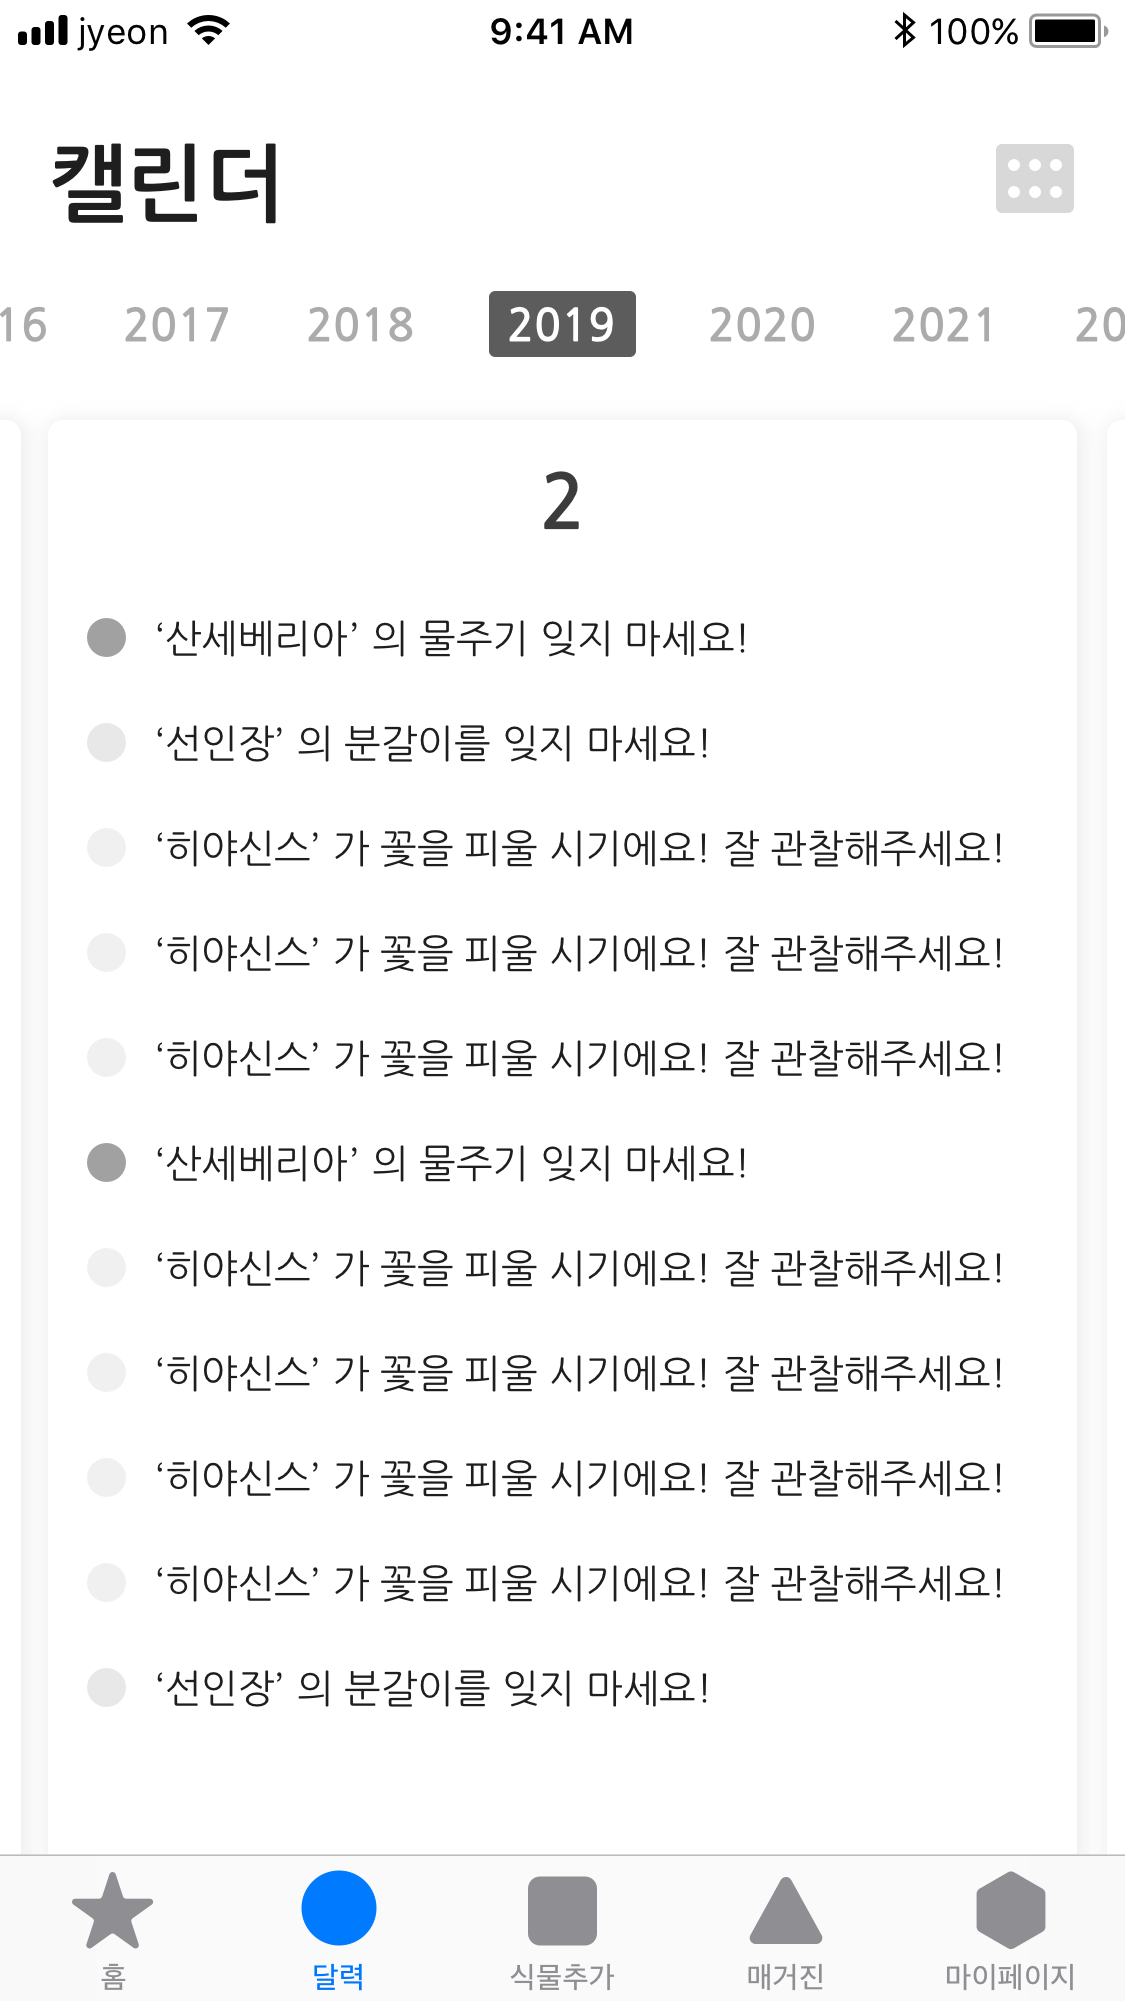 jyeon 9:41 AM 100%
캘린더
16 2017 2018 2019 2020 2021 20
2
‘산세베리아’ 의 물주기 잊지 마세요!
‘선인장’ 의 분갈이를 잊지 마세요!
‘히야신스’ 가 꽃을 피울 시기에요! 잘 관찰해주세요!
‘히야신스’ 가 꽃을 피울 시기에요! 잘 관찰해주세요!
‘히야신스’ 가 꽃을 피울 시기에요! 잘 관찰해주세요!
‘산세베리아’ 의 물주기 잊지 마세요!
‘히야신스’ 가 꽃을 피울 시기에요! 잘 관찰해주세요!
‘히야신스’ 가 꽃을 피울 시기에요! 잘 관찰해주세요!
‘히야신스’ 가 꽃을 피울 시기에요! 잘 관찰해주세요!
‘히야신스’ 가 꽃을 피울 시기에요! 잘 관찰해주세요!
‘선인장’ 의 분갈이를 잊지 마세요!
홈 달력 식물추가 매거진 마이페이지